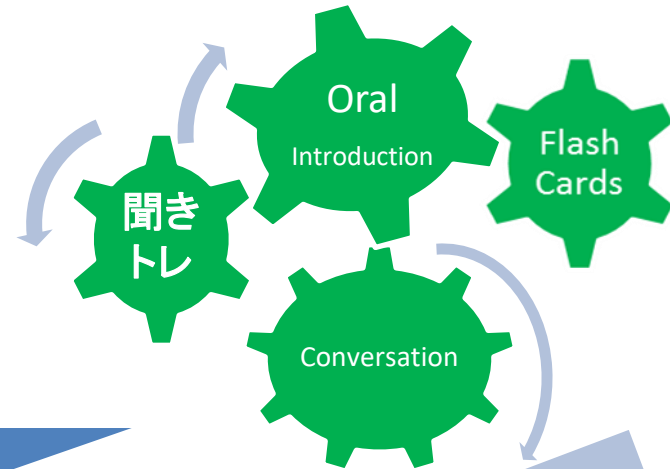 Oral
Introduction
Flash
Cards
聞き
トレ
Conversation